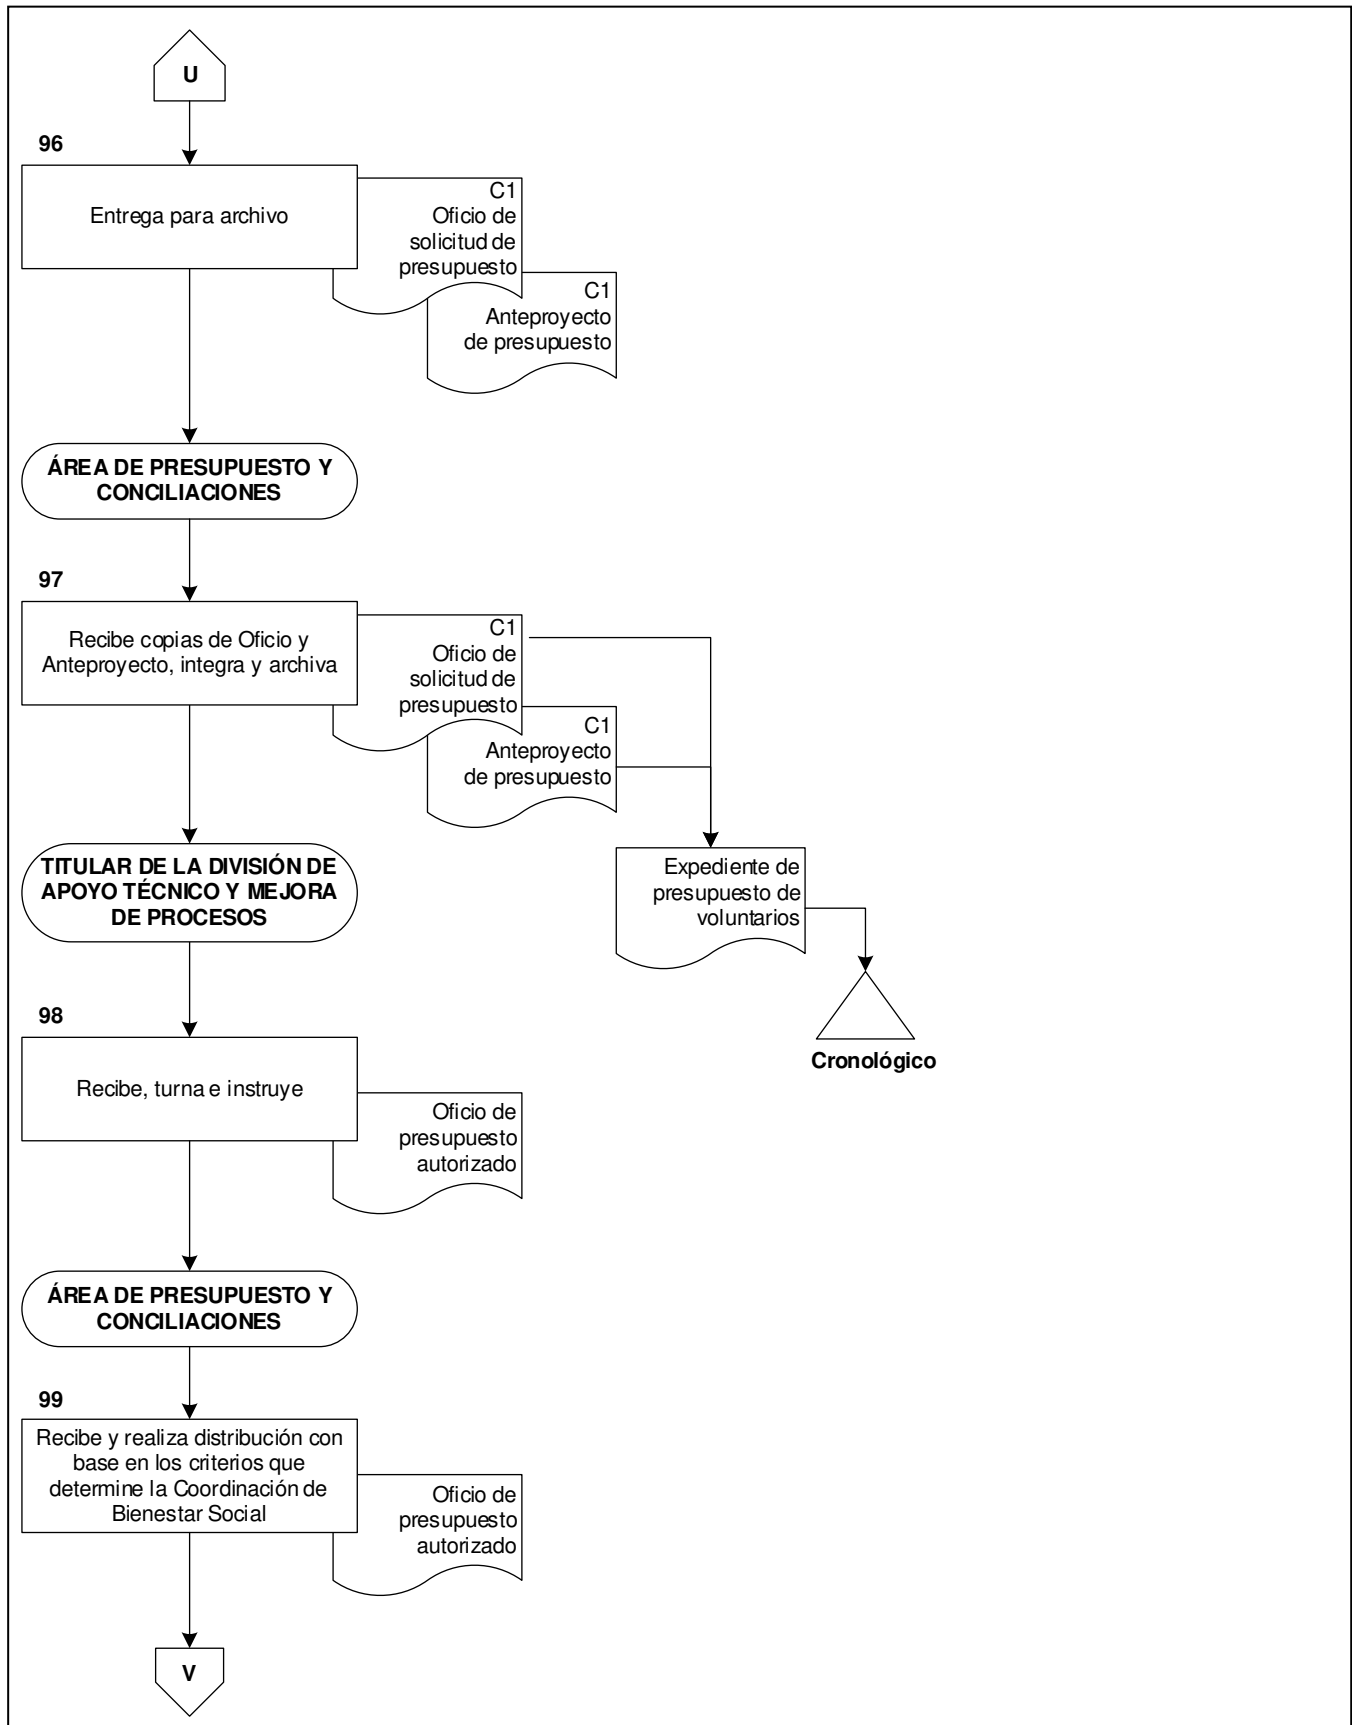 U
96
Entrega para archivo
C1
Oficio de
solicitud de
presupuesto
C1
Anteproyecto
de presupuesto
ÁREA DE PRESUPUESTO Y
CONCILIACIONES
97
Recibe copias de Oficio y
Anteproyecto, integra y archiva
C1
Oficio de
solicitud de
presupuesto
C1
Anteproyecto
de presupuesto
TITULAR DE LA DIVISIÓN DE
APOYO TÉCNICO Y MEJORA
DE PROCESOS
Expediente de
presupuesto de
voluntarios
Cronológico
98
Recibe, turna e instruye
Oficio de
presupuesto
autorizado
ÁREA DE PRESUPUESTO Y
CONCILIACIONES
99
Recibe y realiza distribución con
base en los criterios que
determine la Coordinación de
Bienestar Social
Oficio de
presupuesto
autorizado
V